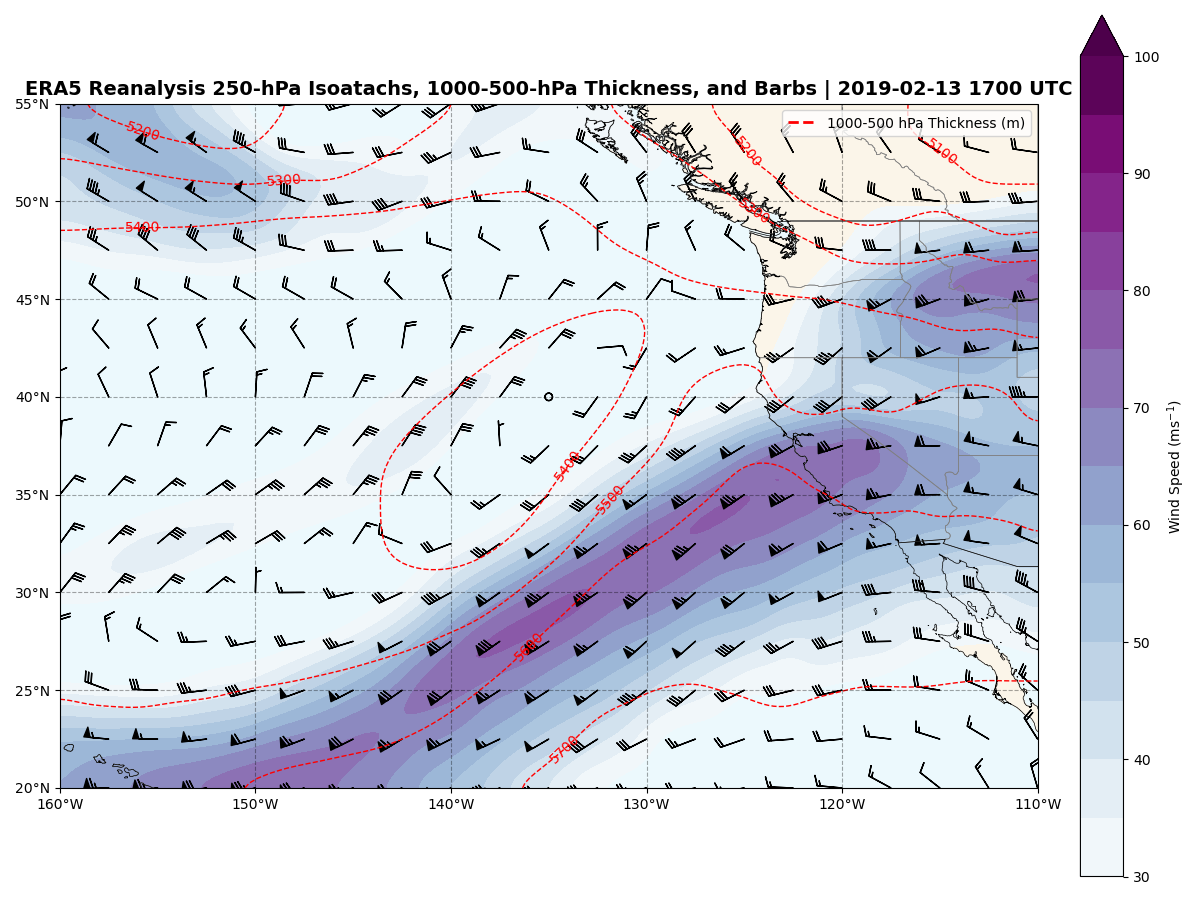 ERA5 Reanalysis 250-hPa Isoatachs, 1000-500-hPa Thickness, and Barbs | 2019-02-13 1700 UTC
1000-500 hPa Thickness (m)
55°N
50°N
45°N
40°N
35°N
30°N
25°N
20°N
160°W
150°W
140°W
130°W
120°W
110°W
5200
5300
5400
5200
5100
5300
5400
5500
5600
5700
100
90
80
70
60
50
40
30
Wind Speed (ms⁻¹)